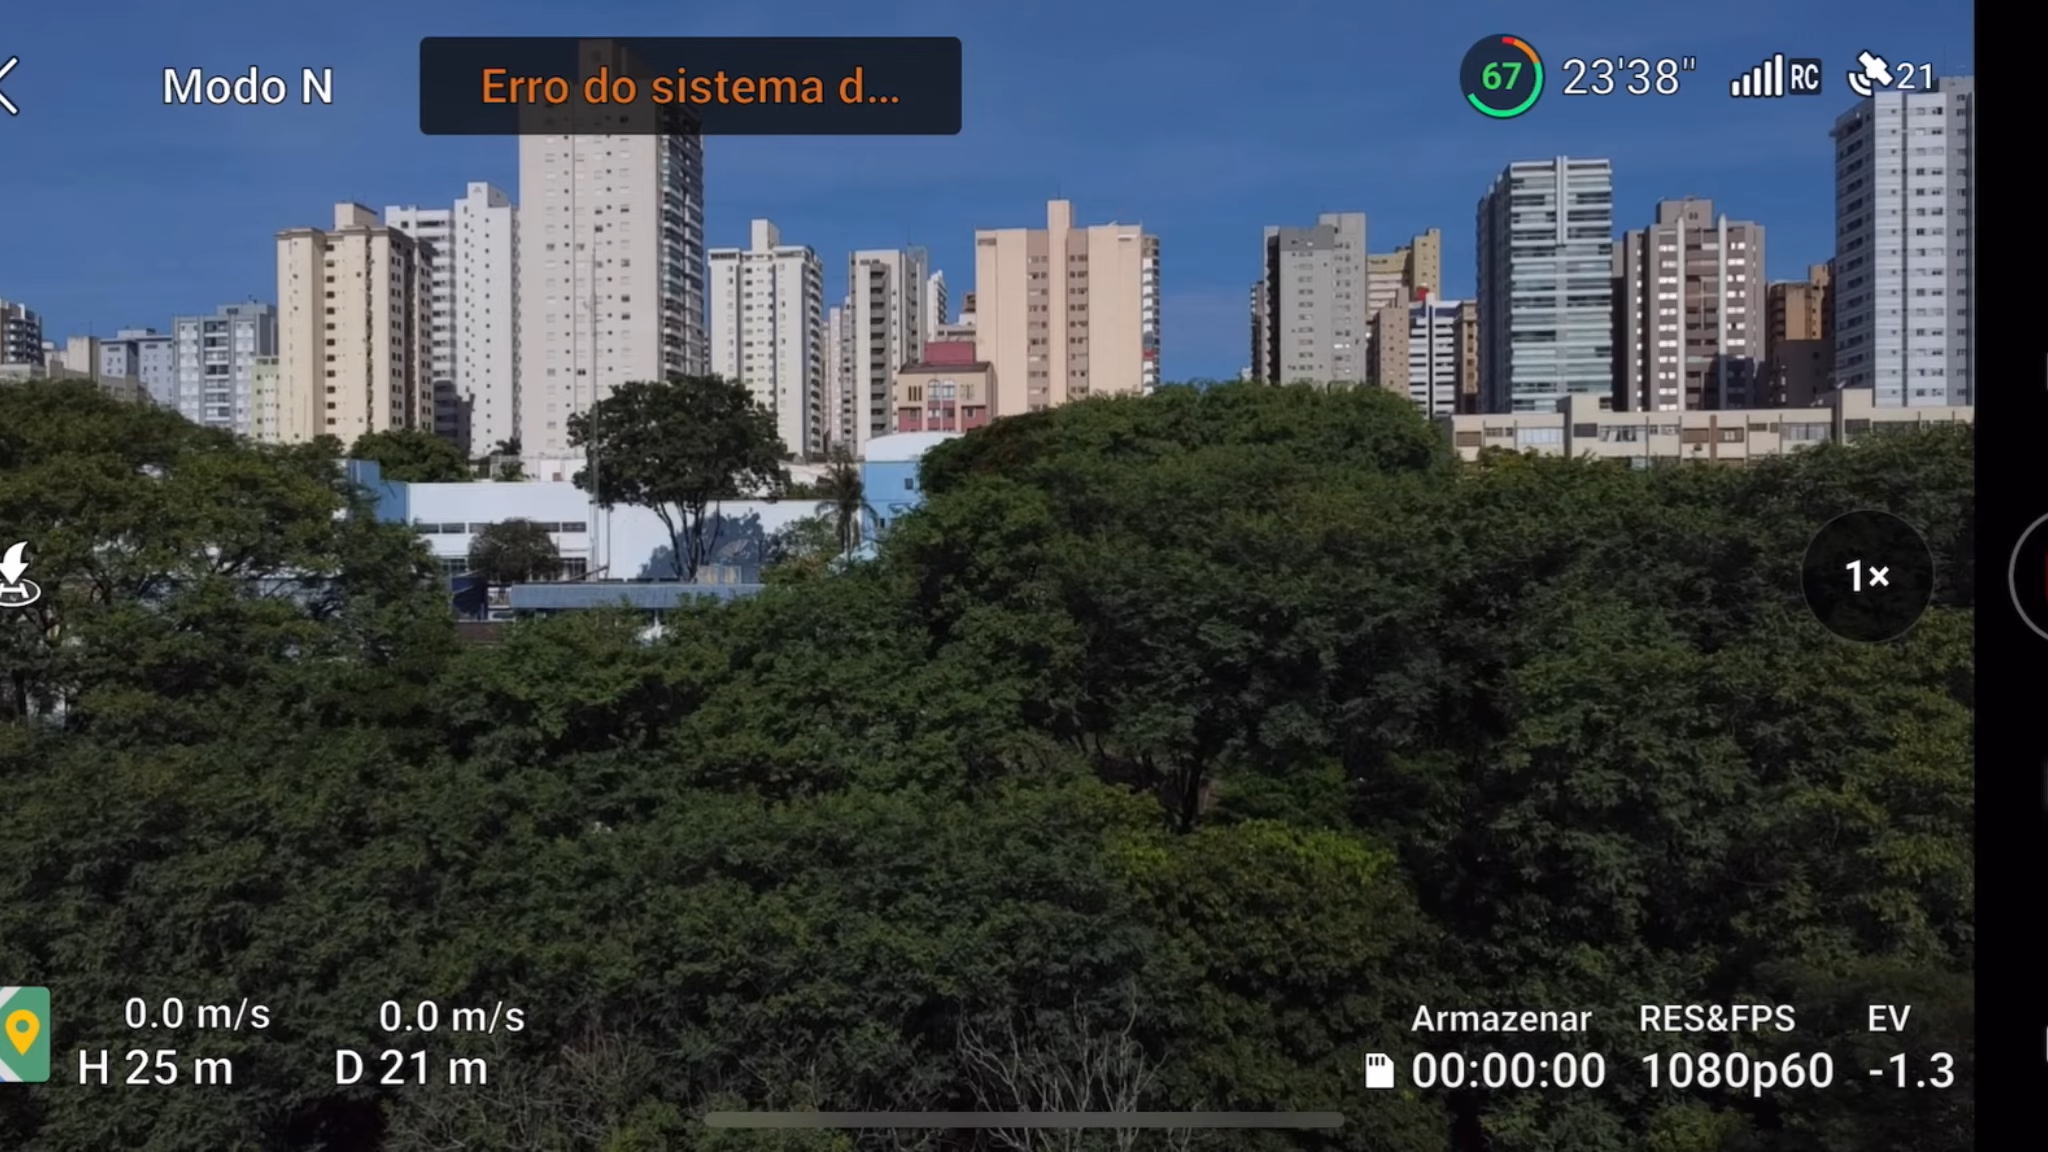 Modo N
Erro do sistema d...
67
23'38"
RC
21
1×
0.0 m/s
0.0 m/s
H 25 m
D 21 m
Armazenar
RES&FPS
EV
00:00:00
1080p60
-1.3